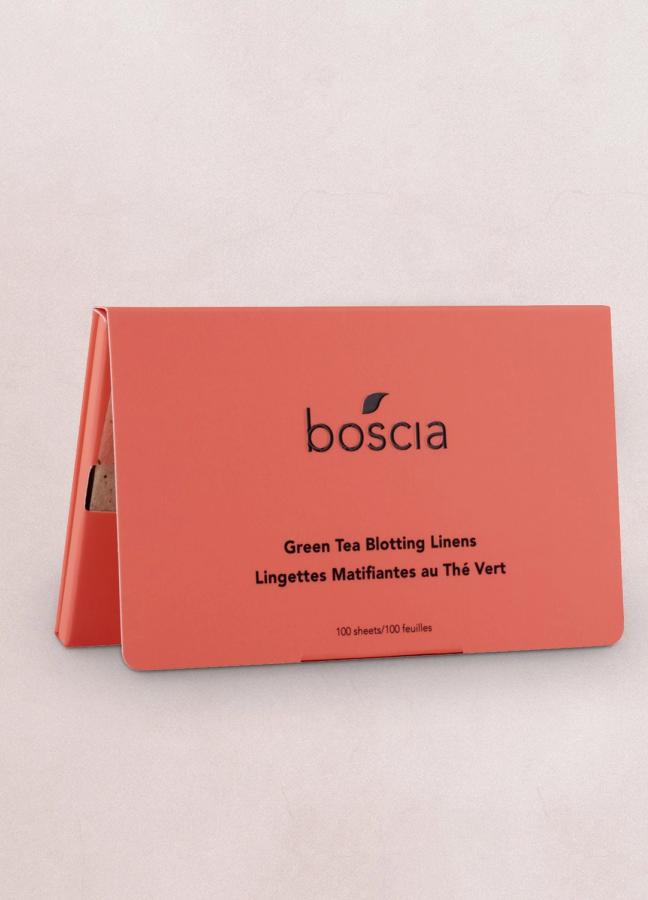 boscia
Green Tea Blotting Linens
Lingettes Matifiantes au Thé Vert
100 sheets/100 feuilles